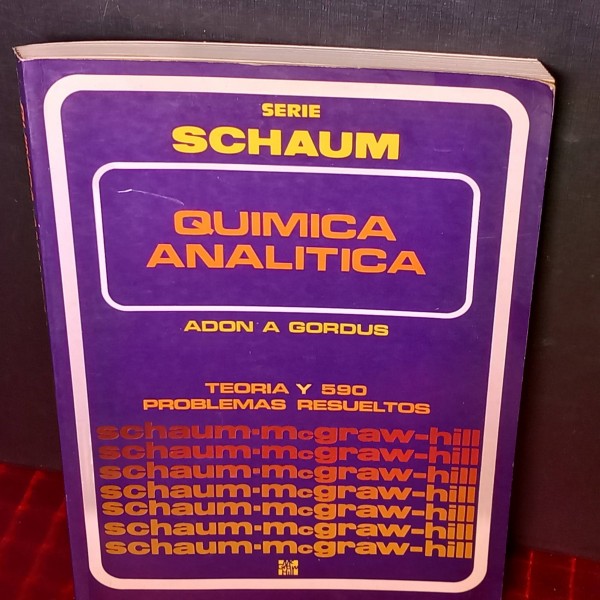 SERIE
SCHAUM
QUIMICA
ANALITICA
ADON A GORDUS
TEORIA Y 590
PROBLEMAS RESUELTOS
schaum·mcgraw-hill
schaum·mcgraw-hill
schaum·mcgraw-hill
schaum·mcgraw-hill
schaum·mcgraw-hill
schaum·mcgraw-hill
schaum·mcgraw-hill